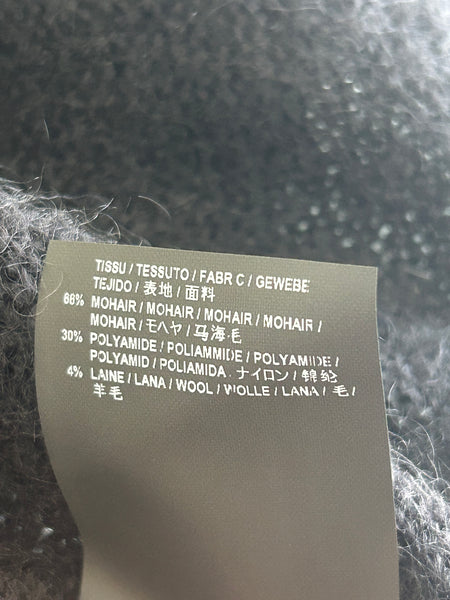 TISSU / TESSUTO / FABR C / GEWEBE
TEJIDO / 表地 / 面料
66% MOHAIR / MOHAIR / MOHAIR / MOHAIR /
MOHAIR / モヘヤ / 马海毛
30% POLYAMIDE / POLIAMMIDE / POLYAMIDE /
POLYAMID / POLIAMIDA ナイロン / 锦纶
4% LAINE / LANA / WOOL / WOLLE / LANA / 毛 /
羊毛